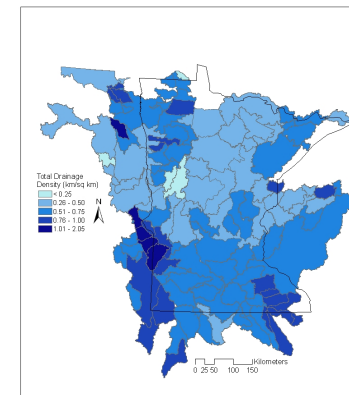 Total Drainage
Density (km/sq km)
< 0.25
0.26 - 0.50
0.51 - 0.75
0.76 - 1.00
1.01 - 2.05
N
Kilometers
0 25 50 100 150